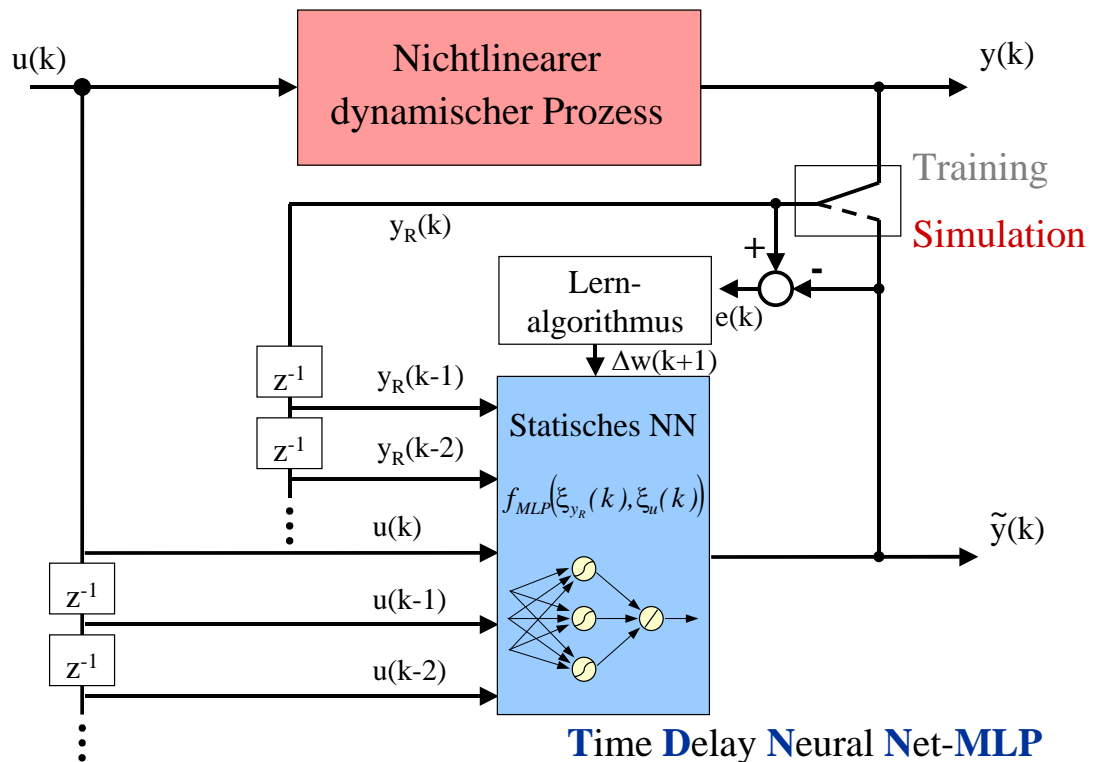 u(k)
Nichtlinearer
dynamischer Prozess
y(k)
Training
Simulation
y_R(k)
+
-
Lern-
algorithmus
e(k)
Δw(k+1)
z⁻¹
y_R(k-1)
z⁻¹
y_R(k-2)
Statisches NN
f_MLP(ξ_y_R(k),ξ_u(k))
u(k)
ỹ(k)
z⁻¹
u(k-1)
z⁻¹
u(k-2)
Time Delay Neural Net-MLP